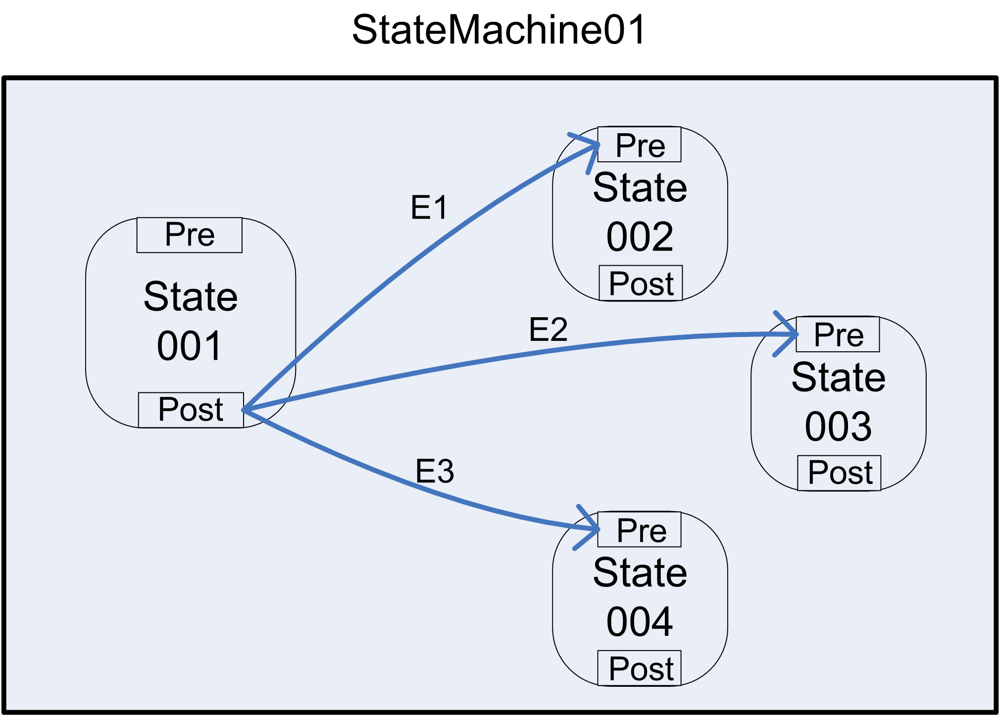 StateMachine01
Pre
State
001
Post
E1
E2
E3
Pre
State
002
Post
Pre
State
003
Post
Pre
State
004
Post